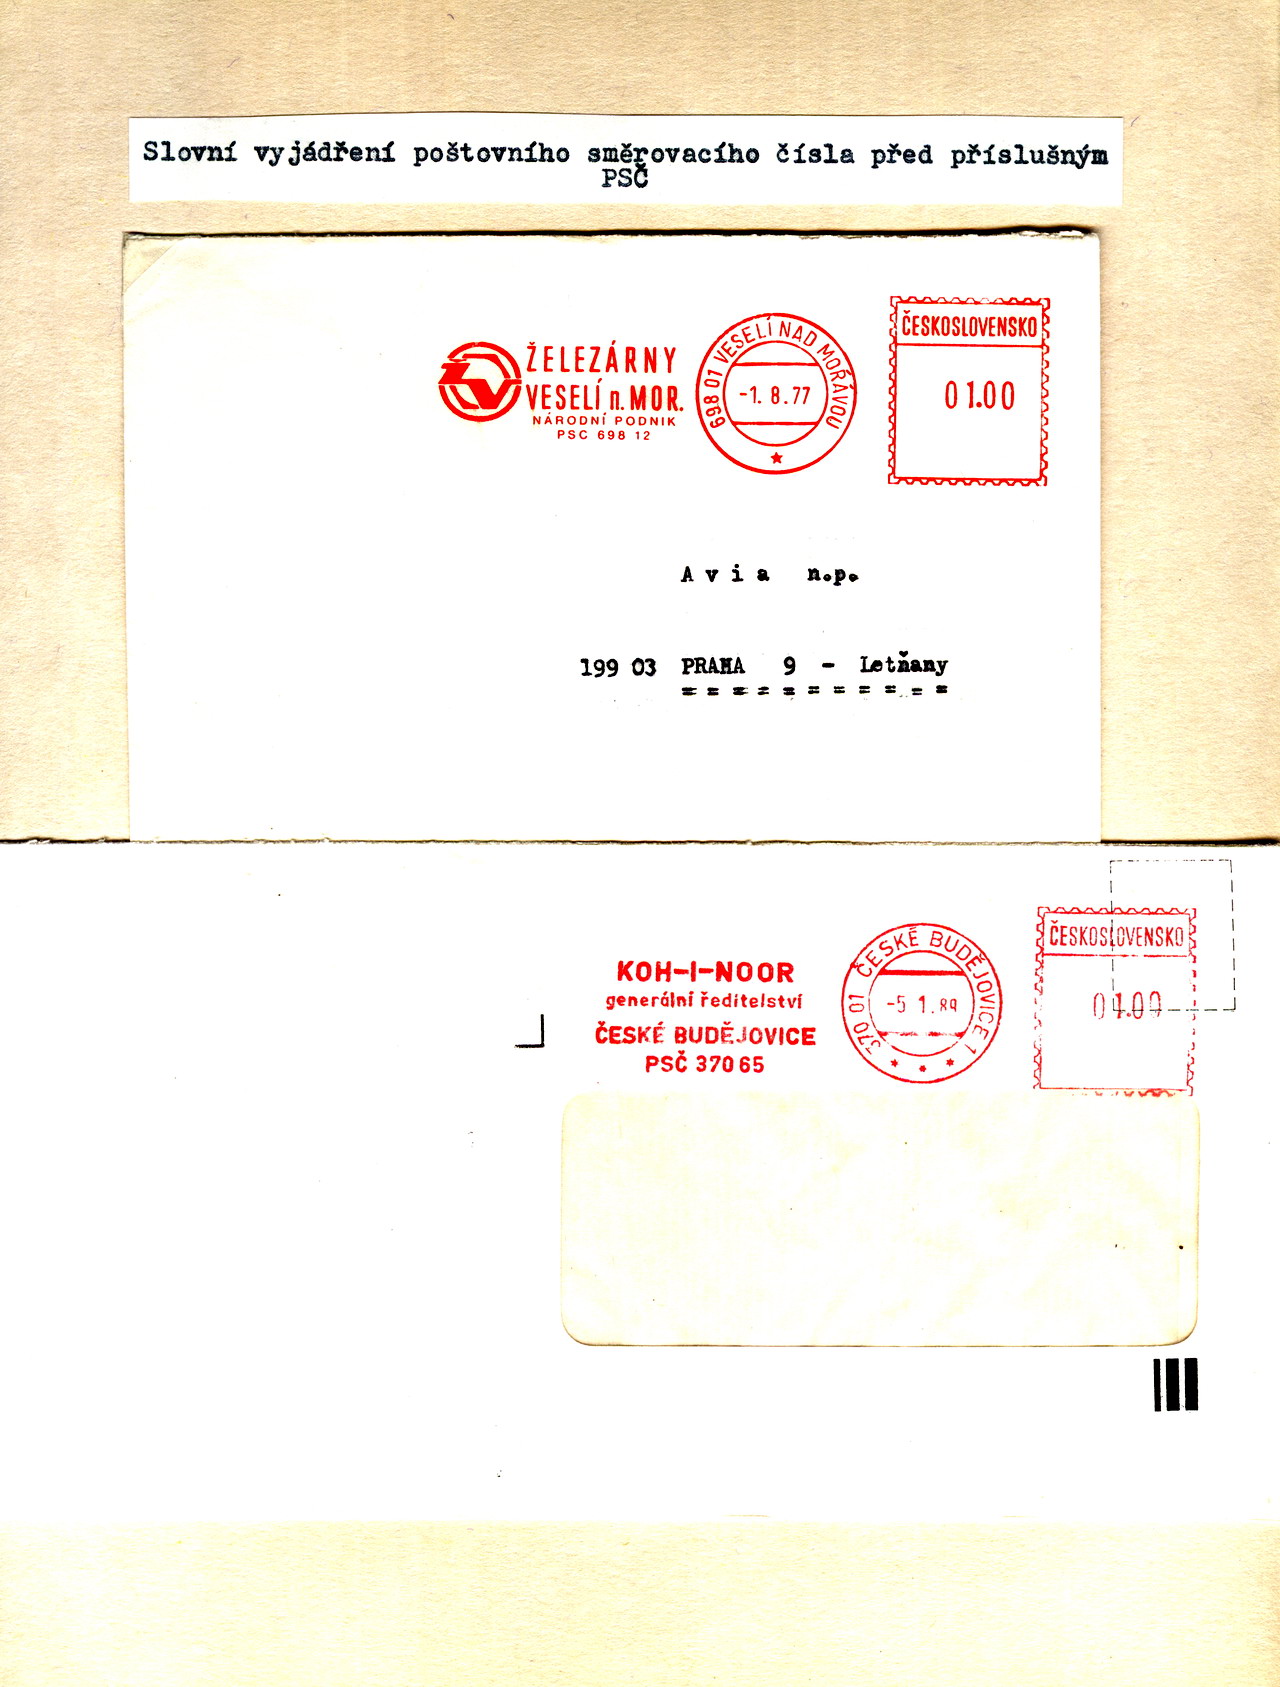 Slovní vyjádření poštovního směrovacího čísla před příslušným
PSČ
ŽELEZÁRNY
VESELÍ n. MOR.
NÁRODNÍ PODNIK
PSC 698 12
698 01 VESELÍ NAD MORAVOU
-1. 8. 77
ČESKOSLOVENSKO
01.00
Avia n.p.
199 03 PRAHA 9 - Letňany
KOH-I-NOOR
generální ředitelství
ČESKÉ BUDĚJOVICE
PSČ 370 65
370 01 ČESKÉ BUDĚJOVICE 1
-5 1. 89
ČESKOSLOVENSKO
01.00